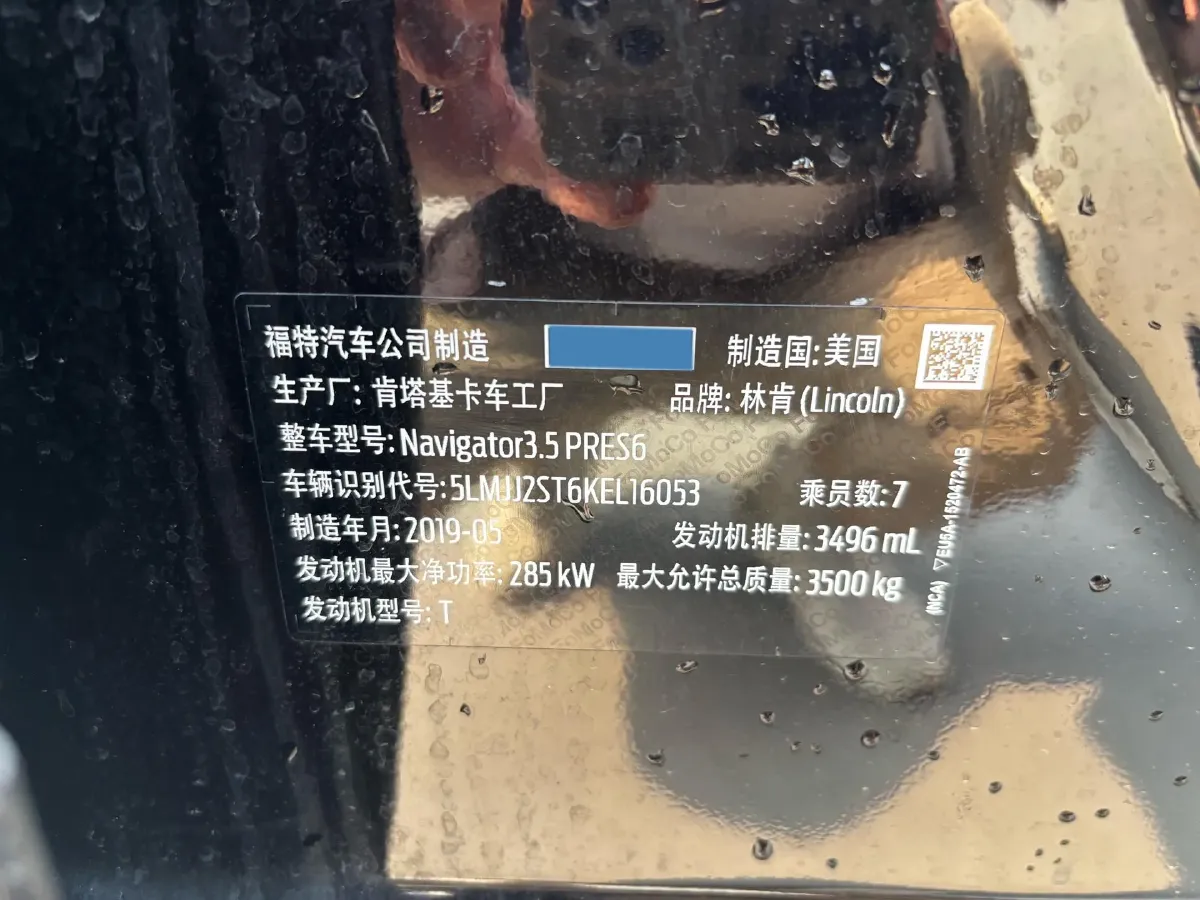 福特汽车公司制造 制造国:美国
生产厂: 肯塔基卡车工厂 品牌: 林肯 (Lincoln)
整车型号: Navigator3.5 PRES6
车辆识别代号: 5LMJJ2ST6KEL16053 乘员数: 7
制造年月: 2019-05 发动机排量: 3496 mL
发动机最大净功率: 285 kW 最大允许总质量: 3500 kg
发动机型号: T
(NCA) ▽EU5A-1520472-AB